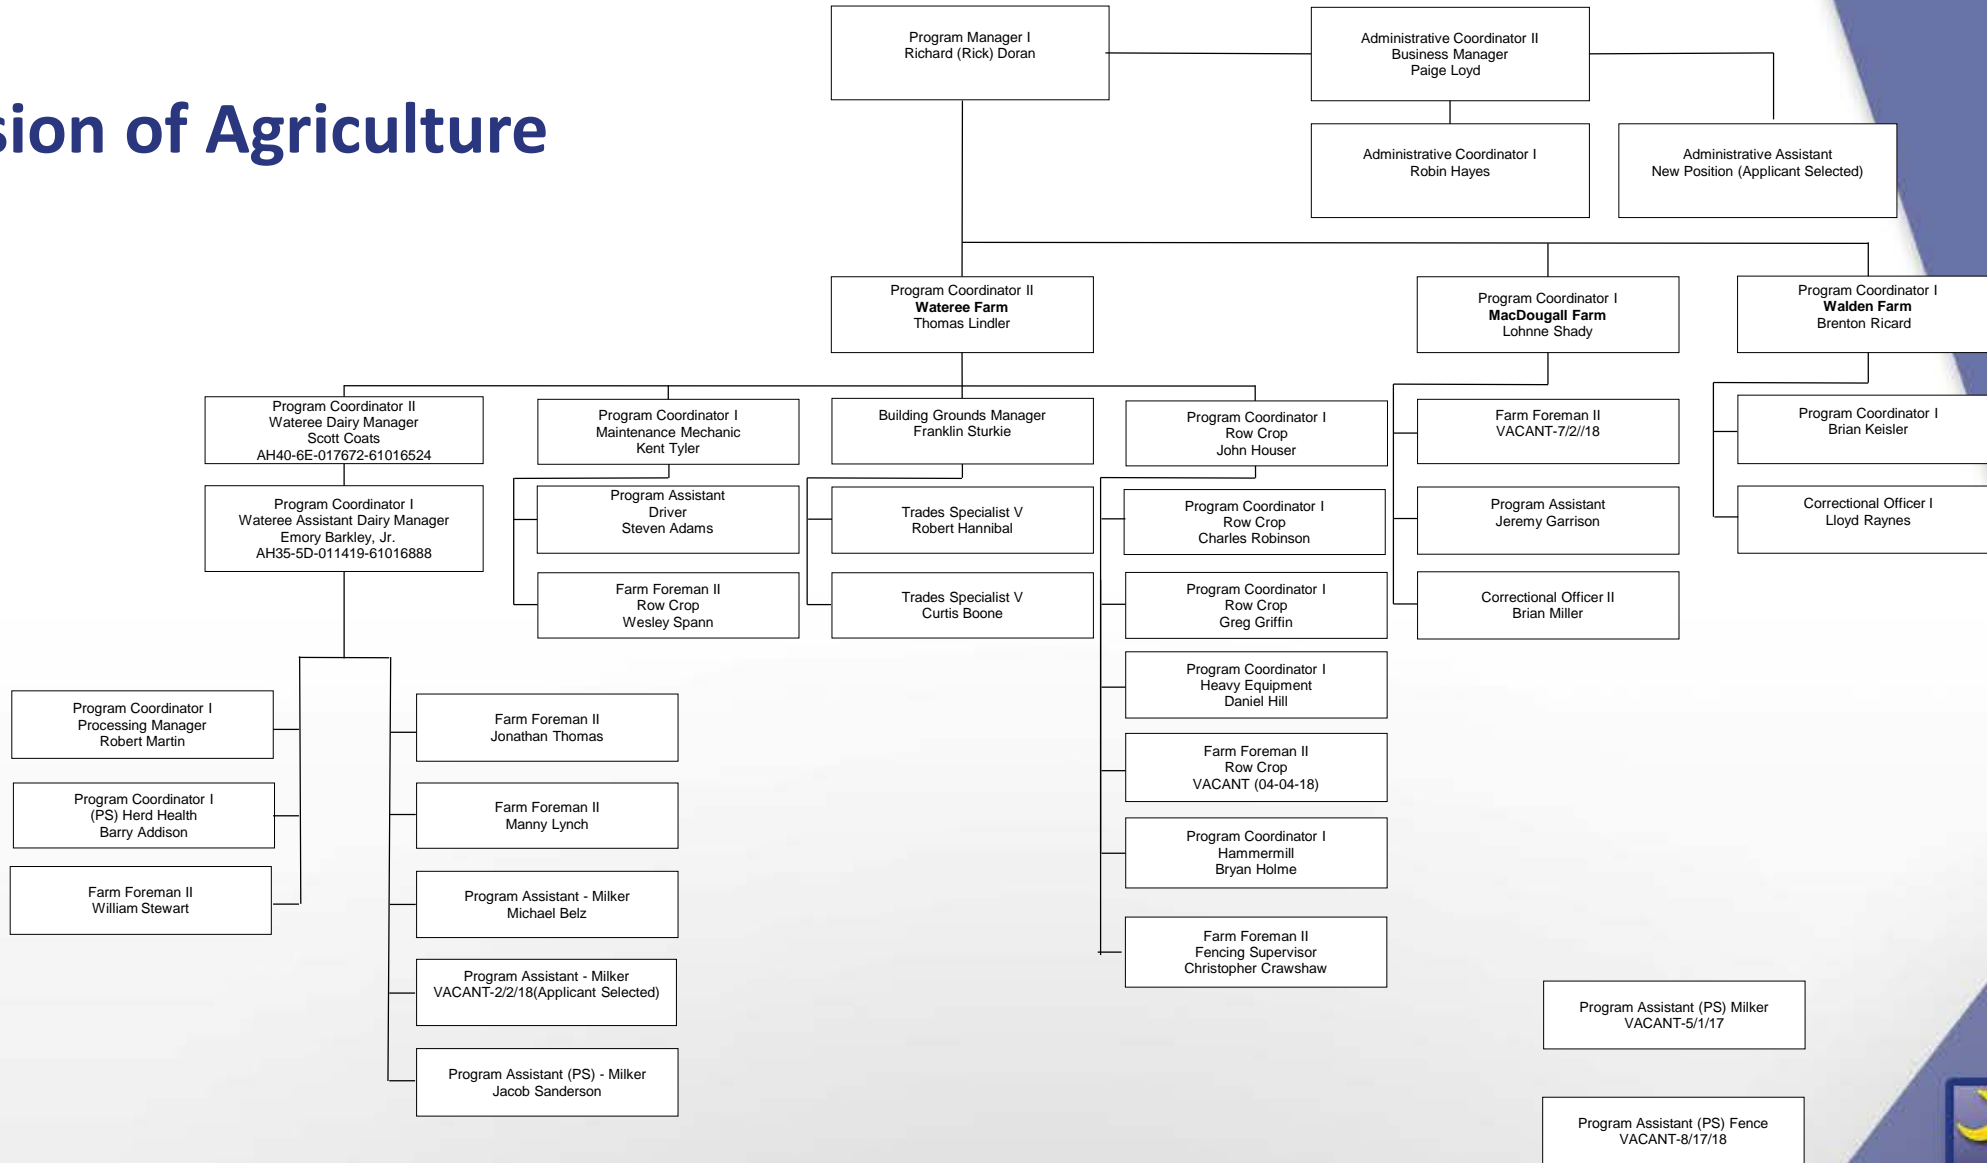 Program Manager I
Richard (Rick) Doran
Administrative Coordinator II
Business Manager
Paige Loyd
sion of Agriculture
Administrative Coordinator I
Robin Hayes
Administrative Assistant
New Position (Applicant Selected)
Program Coordinator II
Wateree Farm
Thomas Lindler
Program Coordinator I
MacDougall Farm
Lohnne Shady
Program Coordinator I
Walden Farm
Brenton Ricard
Program Coordinator II
Wateree Dairy Manager
Scott Coats
AH40-6E-017672-61016524
Program Coordinator I
Maintenance Mechanic
Kent Tyler
Building Grounds Manager
Franklin Sturkie
Program Coordinator I
Row Crop
John Houser
Farm Foreman II
VACANT-7/2//18
Program Coordinator I
Brian Keisler
Program Coordinator I
Wateree Assistant Dairy Manager
Emory Barkley, Jr.
AH35-5D-011419-61016888
Program Assistant
Driver
Steven Adams
Trades Specialist V
Robert Hannibal
Program Coordinator I
Row Crop
Charles Robinson
Program Assistant
Jeremy Garrison
Correctional Officer I
Lloyd Raynes
Farm Foreman II
Row Crop
Wesley Spann
Trades Specialist V
Curtis Boone
Program Coordinator I
Row Crop
Greg Griffin
Correctional Officer II
Brian Miller
Program Coordinator I
Heavy Equipment
Daniel Hill
Program Coordinator I
Processing Manager
Robert Martin
Farm Foreman II
Jonathan Thomas
Farm Foreman II
Row Crop
VACANT (04-04-18)
Program Coordinator I
(PS) Herd Health
Barry Addison
Farm Foreman II
Manny Lynch
Program Coordinator I
Hammermill
Bryan Holme
Farm Foreman II
William Stewart
Program Assistant - Milker
Michael Belz
Farm Foreman II
Fencing Supervisor
Christopher Crawshaw
Program Assistant - Milker
VACANT-2/2/18(Applicant Selected)
Program Assistant (PS) Milker
VACANT-5/1/17
Program Assistant (PS) - Milker
Jacob Sanderson
Program Assistant (PS) Fence
VACANT-8/17/18